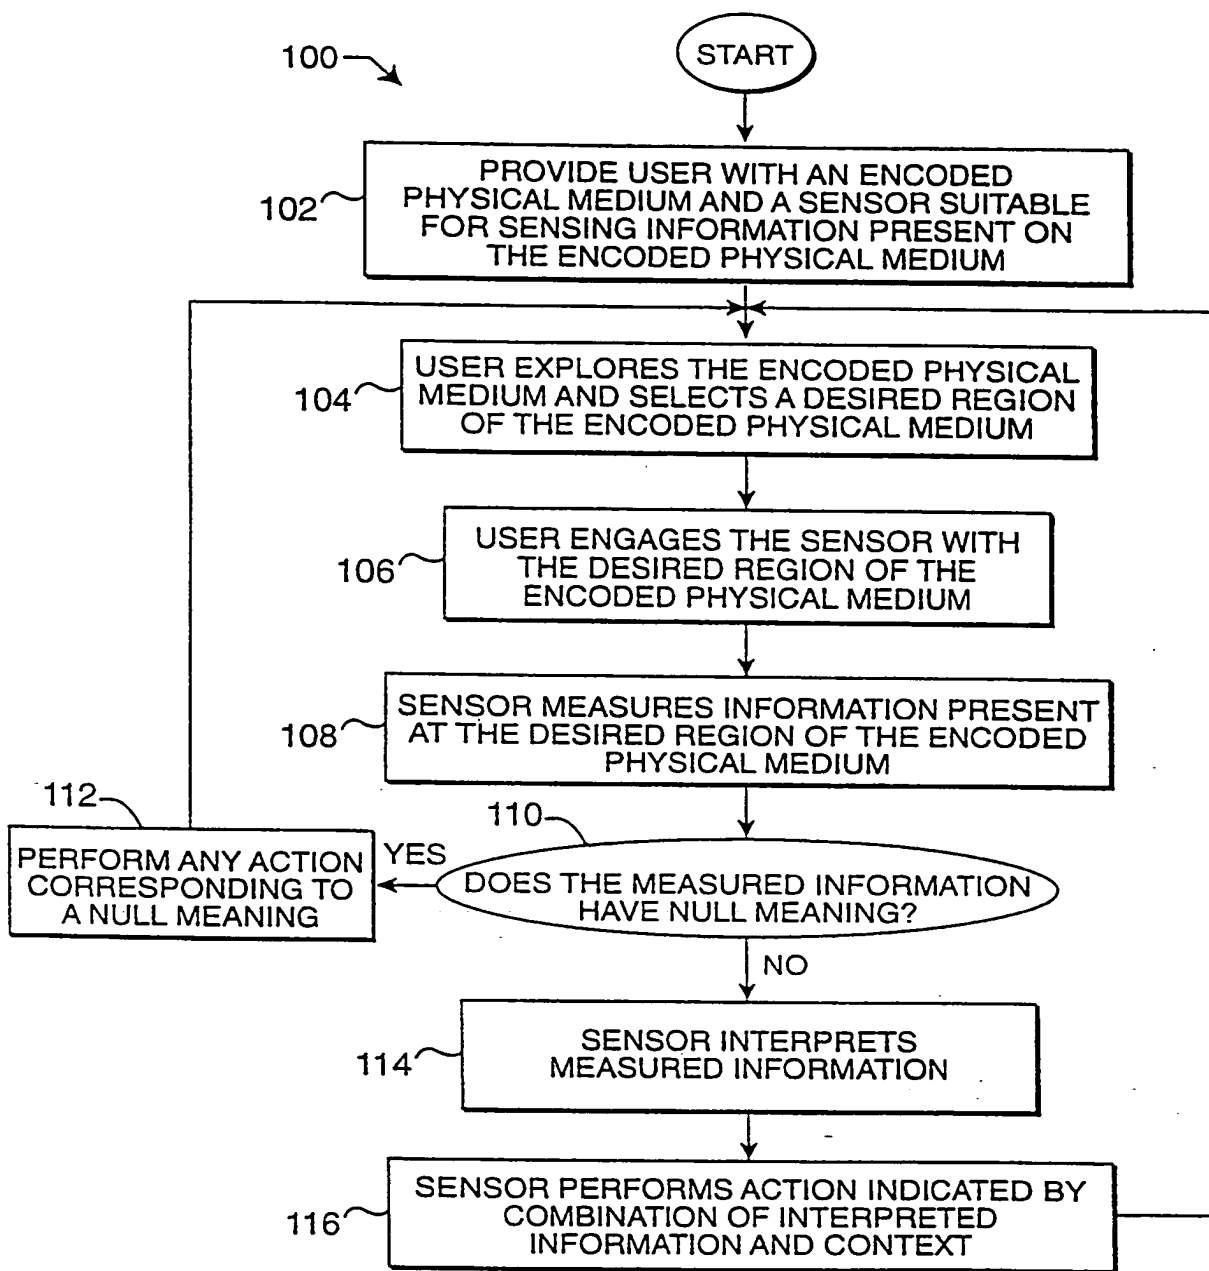 100
START
102
PROVIDE USER WITH AN ENCODED
PHYSICAL MEDIUM AND A SENSOR SUITABLE
FOR SENSING INFORMATION PRESENT ON
THE ENCODED PHYSICAL MEDIUM
104
USER EXPLORES THE ENCODED PHYSICAL
MEDIUM AND SELECTS A DESIRED REGION
OF THE ENCODED PHYSICAL MEDIUM
106
USER ENGAGES THE SENSOR WITH
THE DESIRED REGION OF THE
ENCODED PHYSICAL MEDIUM
108
SENSOR MEASURES INFORMATION PRESENT
AT THE DESIRED REGION OF THE ENCODED
PHYSICAL MEDIUM
110
DOES THE MEASURED INFORMATION
HAVE NULL MEANING?
YES
112
PERFORM ANY ACTION
CORRESPONDING TO
A NULL MEANING
NO
114
SENSOR INTERPRETS
MEASURED INFORMATION
116
SENSOR PERFORMS ACTION INDICATED BY
COMBINATION OF INTERPRETED
INFORMATION AND CONTEXT